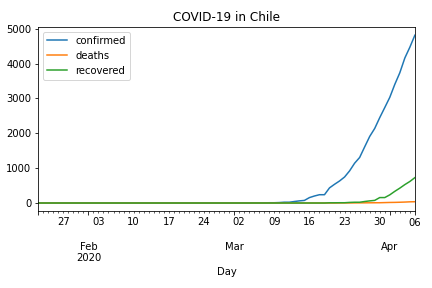 COVID-19 in Chile
confirmed
deaths
recovered
5000
4000
3000
2000
1000
0
27 03 10 17 24 02 09 16 23 30 06
Feb Mar Apr
2020
Day